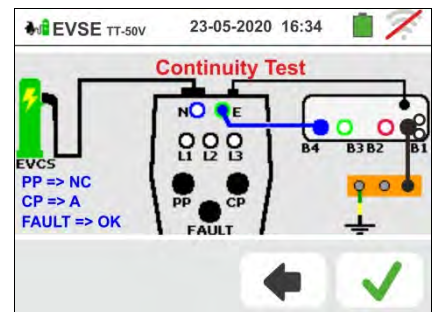 EVSE TT-50V 23-05-2020 16:34
Continuity Test
N E
L1 L2 L3
B4 B3 B2 B1
EVCS
PP => NC
CP => A
FAULT => OK
PP CP
FAULT